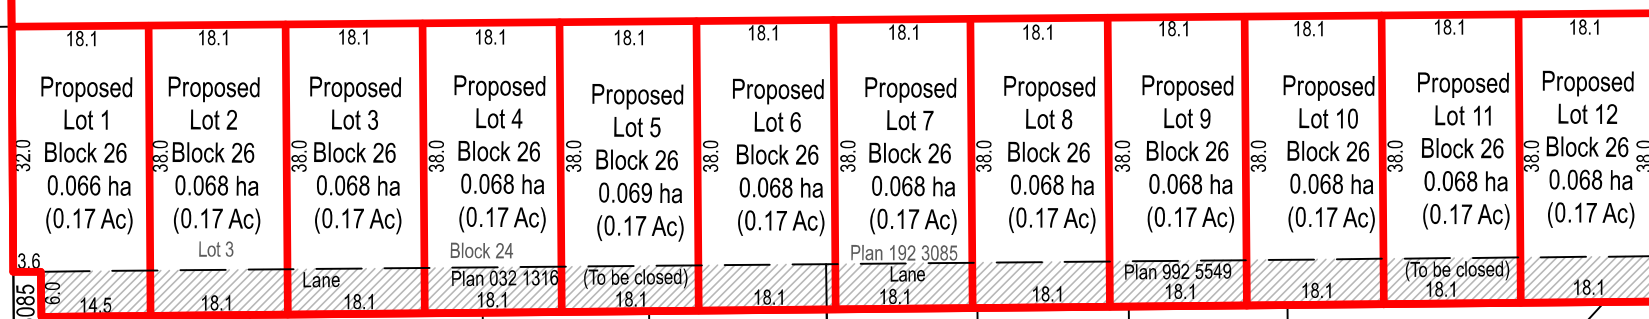 18.1
18.1
18.1
18.1
18.1
18.1
18.1
18.1
18.1
18.1
18.1
18.1
Proposed
Lot 1
Block 26
0.066 ha
(0.17 Ac)
32.0
3.6
6.0
14.5
085
Proposed
Lot 2
Block 26
0.068 ha
(0.17 Ac)
38.0
Lot 3
18.1
Proposed
Lot 3
Block 26
0.068 ha
(0.17 Ac)
38.0
Lane
18.1
Proposed
Lot 4
Block 26
0.068 ha
(0.17 Ac)
38.0
Block 24
Plan 032 1316
18.1
Proposed
Lot 5
Block 26
0.069 ha
(0.17 Ac)
38.0
(To be closed)
18.1
Proposed
Lot 6
Block 26
0.068 ha
(0.17 Ac)
38.0
18.1
Proposed
Lot 7
Block 26
0.068 ha
(0.17 Ac)
38.0
Plan 192 3085
Lane
18.1
Proposed
Lot 8
Block 26
0.068 ha
(0.17 Ac)
38.0
18.1
Proposed
Lot 9
Block 26
0.068 ha
(0.17 Ac)
38.0
Plan 992 5549
18.1
Proposed
Lot 10
Block 26
0.068 ha
(0.17 Ac)
38.0
18.1
Proposed
Lot 11
Block 26
0.068 ha
(0.17 Ac)
38.0
(To be closed)
18.1
Proposed
Lot 12
Block 26
0.068 ha
(0.17 Ac)
38.0
38.0
18.1